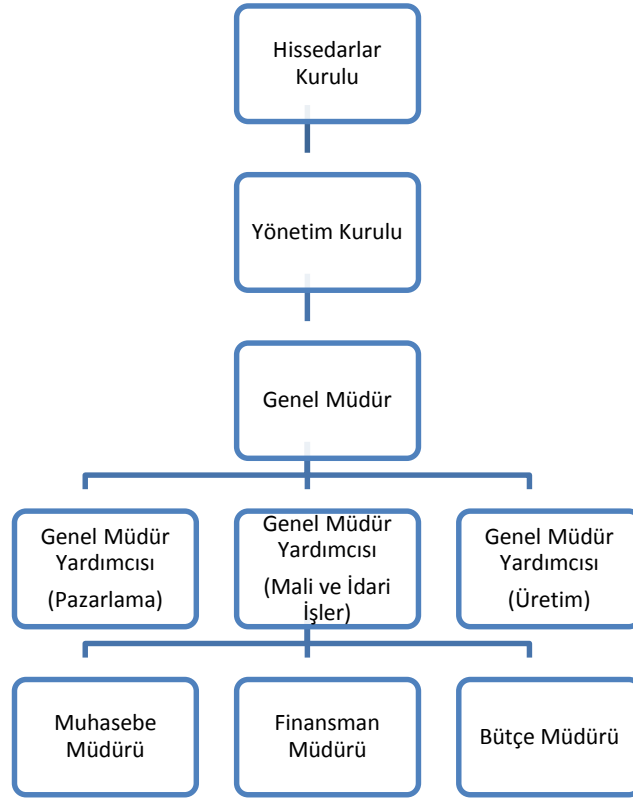 Hissedarlar
Kurulu
Yönetim Kurulu
Genel Müdür
Genel Müdür
Yardımcısı
(Pazarlama)
Genel Müdür
Yardımcısı
(Mali ve İdari
İşler)
Genel Müdür
Yardımcısı
(Üretim)
Muhasebe
Müdürü
Finansman
Müdürü
Bütçe Müdürü